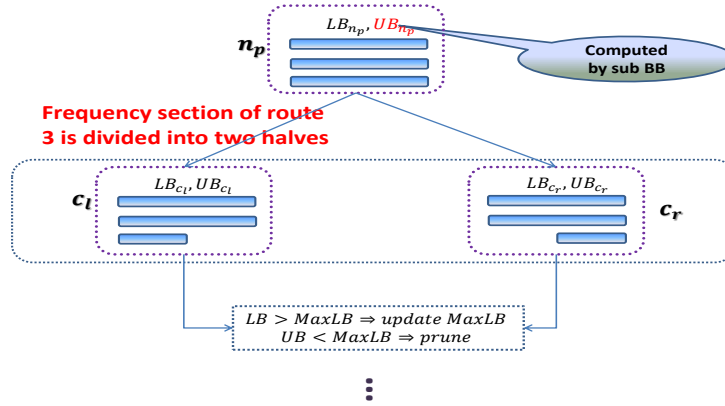 LB_{n_p}, UB_{n_p}
n_p
Computed
by sub BB
Frequency section of route
3 is divided into two halves
LB_{c_l}, UB_{c_l}
c_l
LB_{c_r}, UB_{c_r}
c_r
LB > MaxLB ⇒ update MaxLB
UB < MaxLB ⇒ prune
⋮